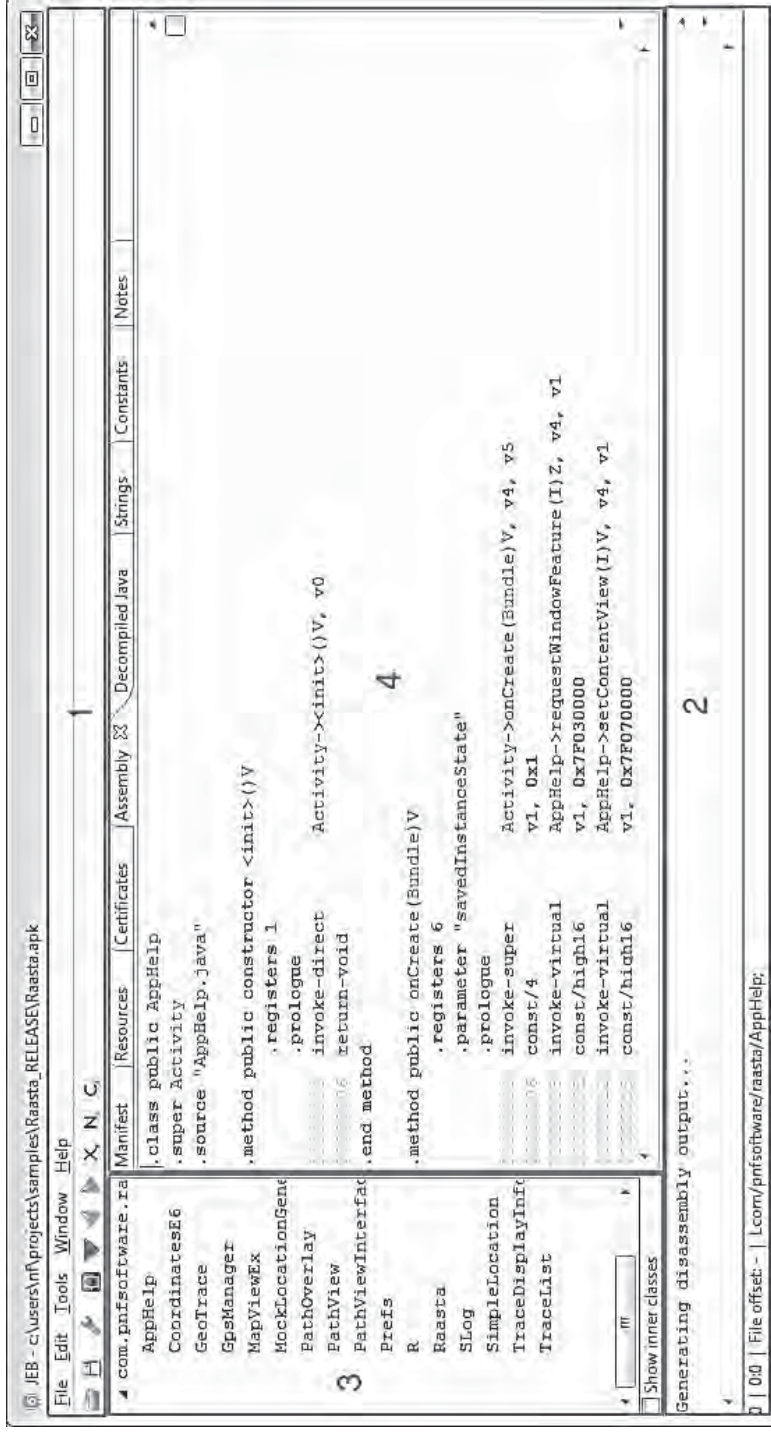 JEB - c:\users\nf\projects\samples\Raasta_RELEASE\Raasta.apk
File Edit Tools Window Help
X, N, C,
1
com.pnfsoftware.ra
AppHelp
CoordinatesE6
GeoTrace
GpsManager
MapViewEx
MockLocationGene
PathOverlay
PathView
PathViewInterfac
Prefs
R
Raasta
SLog
SimpleLocation
TraceDisplayInfo
TraceList
3
Show inner classes
Manifest Resources Certificates Assembly Decompiled Java Strings Constants Notes
.class public AppHelp
.super Activity
.source "AppHelp.java"
.method public constructor <init>()V
.registers 1
.prologue
invoke-direct Activity-><init>()V, v0
return-void
.end method
4
.method public onCreate(Bundle)V
.registers 6
.parameter "savedInstanceState"
.prologue
invoke-super Activity->onCreate(Bundle)V, v4, v5
const/4 v1, 0x1
invoke-virtual AppHelp->requestWindowFeature(I)Z, v4, v1
const/high16 v1, 0x7F030000
invoke-virtual AppHelp->setContentView(I)V, v4, v1
const/high16 v1, 0x7F070000
Generating disassembly output...
2
0:0 | File offset: - | Lcom/pnfsoftware/raasta/AppHelp;